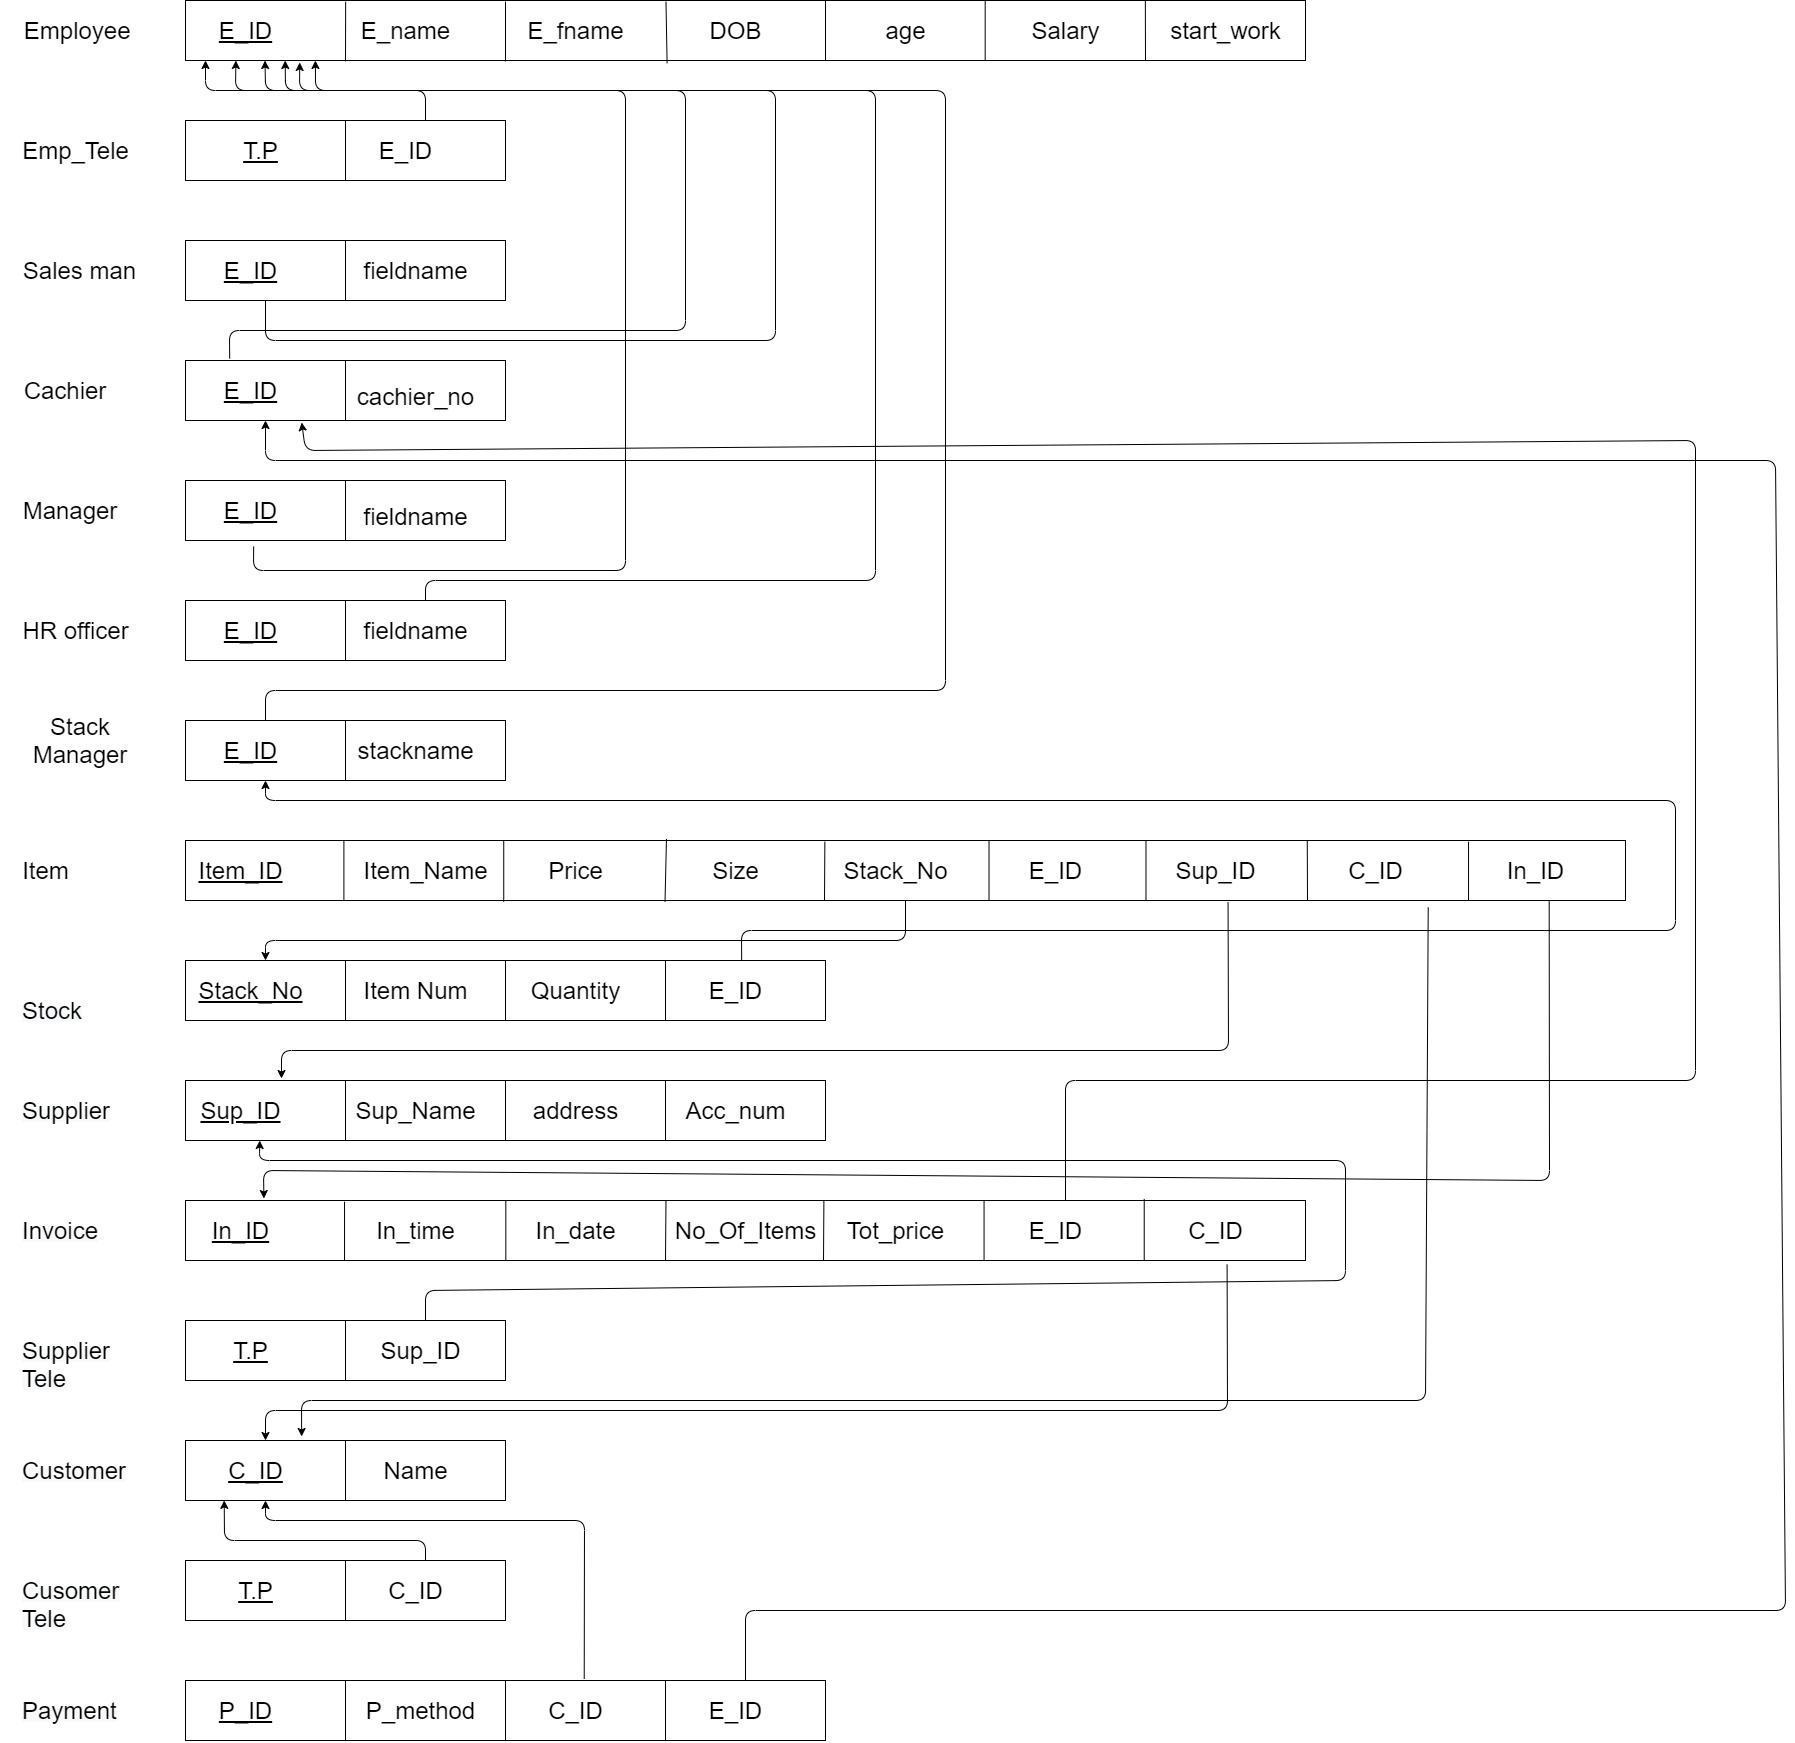 Employee E_ID E_name E_fname DOB age Salary start_work
Emp_Tele T.P E_ID
Sales man E_ID fieldname
Cachier E_ID cachier_no
Manager E_ID fieldname
HR officer E_ID fieldname
Stack
Manager E_ID stackname
Item Item_ID Item_Name Price Size Stack_No E_ID Sup_ID C_ID In_ID
Stock Stack_No Item Num Quantity E_ID
Supplier Sup_ID Sup_Name address Acc_num
Invoice In_ID In_time In_date No_Of_Items Tot_price E_ID C_ID
Supplier T.P Sup_ID
Tele
Customer C_ID Name
Cusomer T.P C_ID
Tele
Payment P_ID P_method C_ID E_ID